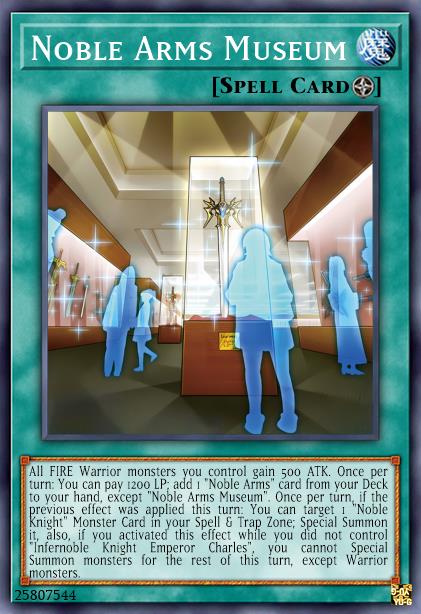 Noble Arms Museum
魔
[Spell Card]
All FIRE Warrior monsters you control gain 500 ATK. Once per
turn: You can pay 1200 LP; add 1 "Noble Arms" card from your Deck
to your hand, except "Noble Arms Museum". Once per turn, if the
previous effect was applied this turn: You can target 1 "Noble
Knight" Monster Card in your Spell & Trap Zone; Special Summon
it, also, if you activated this effect while you did not control
"Infernoble Knight Emperor Charles", you cannot Special
Summon monsters for the rest of this turn, except Warrior
monsters.
25807544